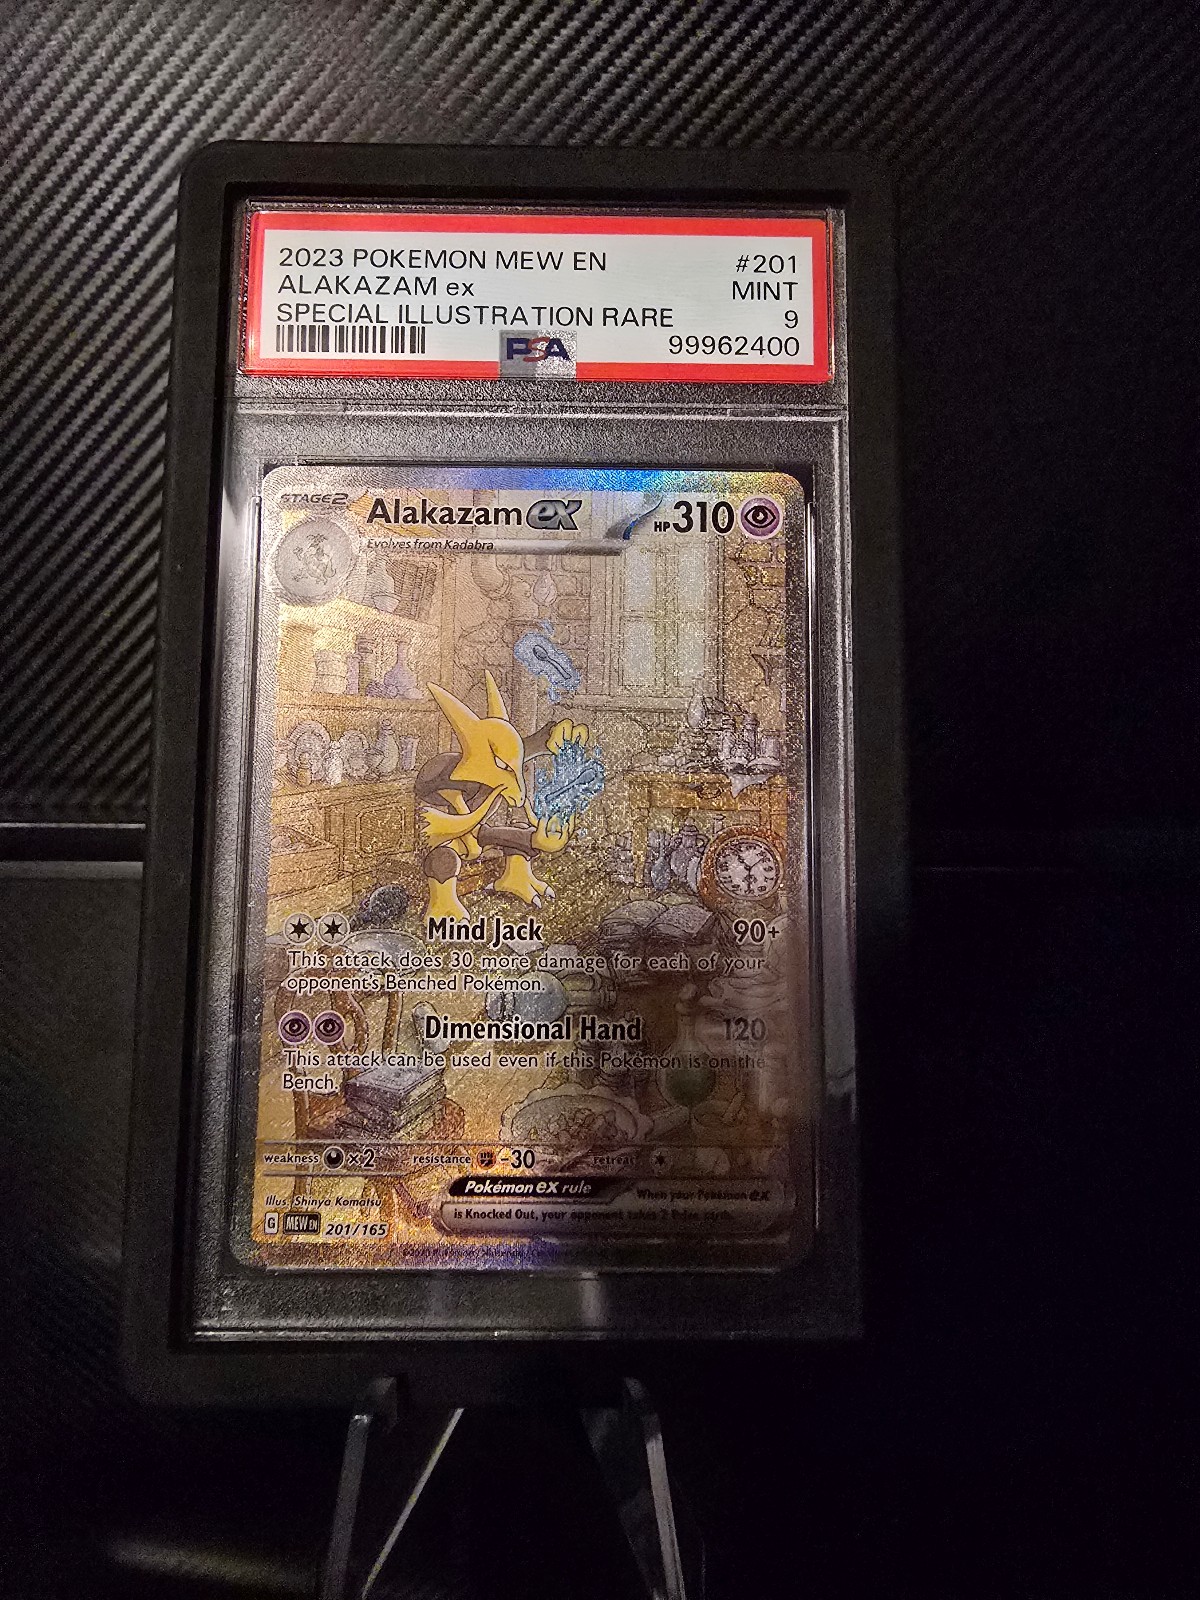 2023 POKEMON MEW EN #201
ALAKAZAM ex MINT
SPECIAL ILLUSTRATION RARE 9
PSA 99962400
STAGE2 Alakazam ex HP 310
Evolves from Kadabra
Mind Jack 90+
This attack does 30 more damage for each of your
opponent's Benched Pokémon.
Dimensional Hand 120
This attack can be used even if this Pokémon is on the
Bench.
weakness ×2 resistance -30 retreat
Pokémon ex rule When your Pokémon ex
is Knocked Out, your opponent takes 2 Prize cards.
Illus. Shinya Komatsu
G MEW EN 201/165